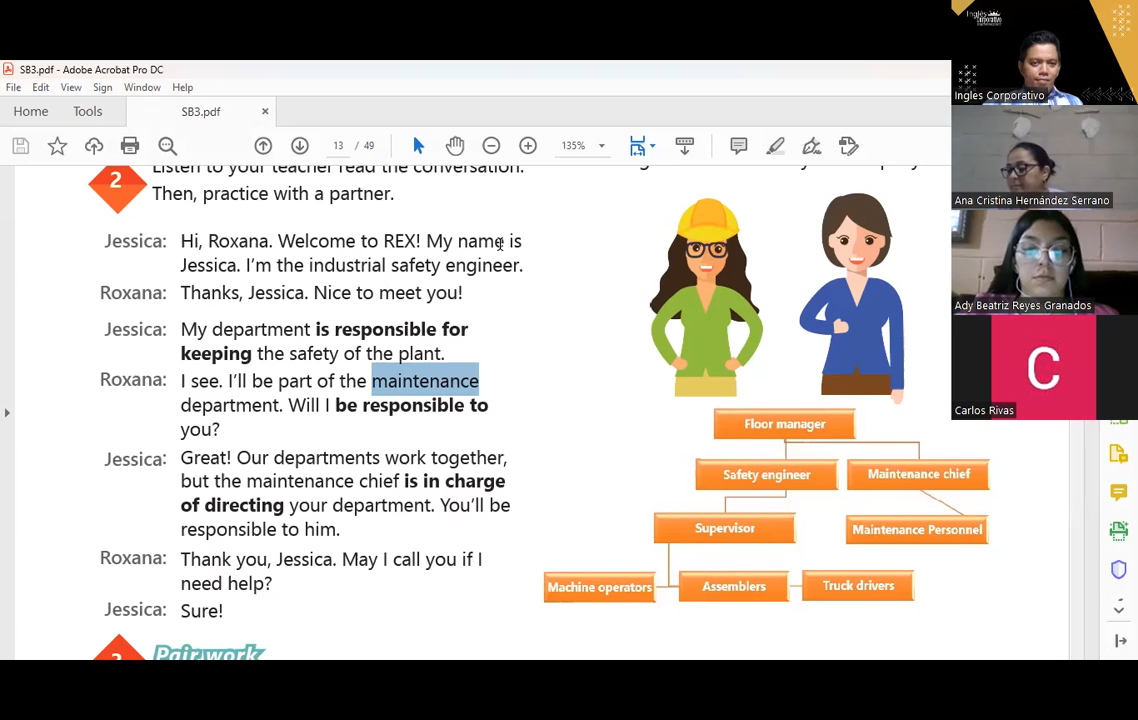 Inglés
Corporativo
SB3.pdf - Adobe Acrobat Pro DC
File Edit View Sign Window Help
Home Tools SB3.pdf ×
13 / 49 135%
2 Listen to your teacher read the conversation.
Then, practice with a partner.
Jessica: Hi, Roxana. Welcome to REX! My name is
Jessica. I'm the industrial safety engineer.
Roxana: Thanks, Jessica. Nice to meet you!
Jessica: My department is responsible for
keeping the safety of the plant.
Roxana: I see. I'll be part of the maintenance
department. Will I be responsible to
you?
Jessica: Great! Our departments work together,
but the maintenance chief is in charge
of directing your department. You'll be
responsible to him.
Roxana: Thank you, Jessica. May I call you if I
need help?
Jessica: Sure!
3 Pair work
Floor manager
Safety engineer Maintenance chief
Supervisor Maintenance Personnel
Machine operators Assemblers Truck drivers
Ingles Corporativo
Ana Cristina Hernández Serrano
Ady Beatriz Reyes Granados
C
Carlos Rivas